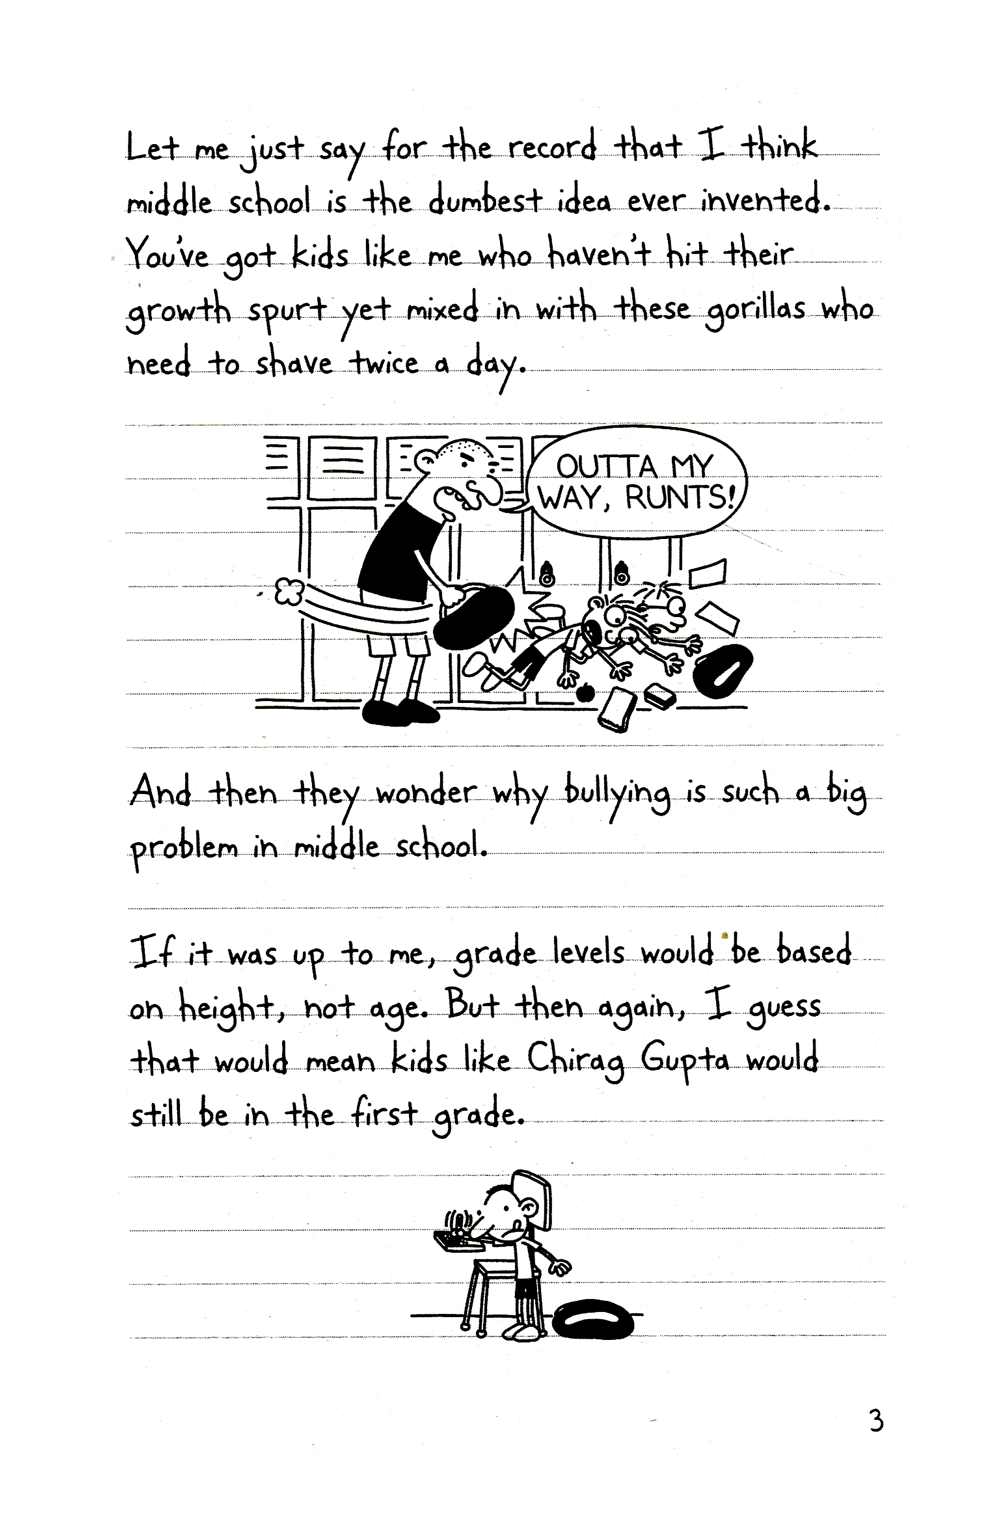 Let me just say for the record that I think
middle school is the dumbest idea ever invented.
You've got kids like me who haven't hit their
growth spurt yet mixed in with these gorillas who
need to shave twice a day.
OUTTA MY
WAY, RUNTS!
And then they wonder why bullying is such a big
problem in middle school.
If it was up to me, grade levels would be based
on height, not age. But then again, I guess
that would mean kids like Chirag Gupta would
still be in the first grade.
3